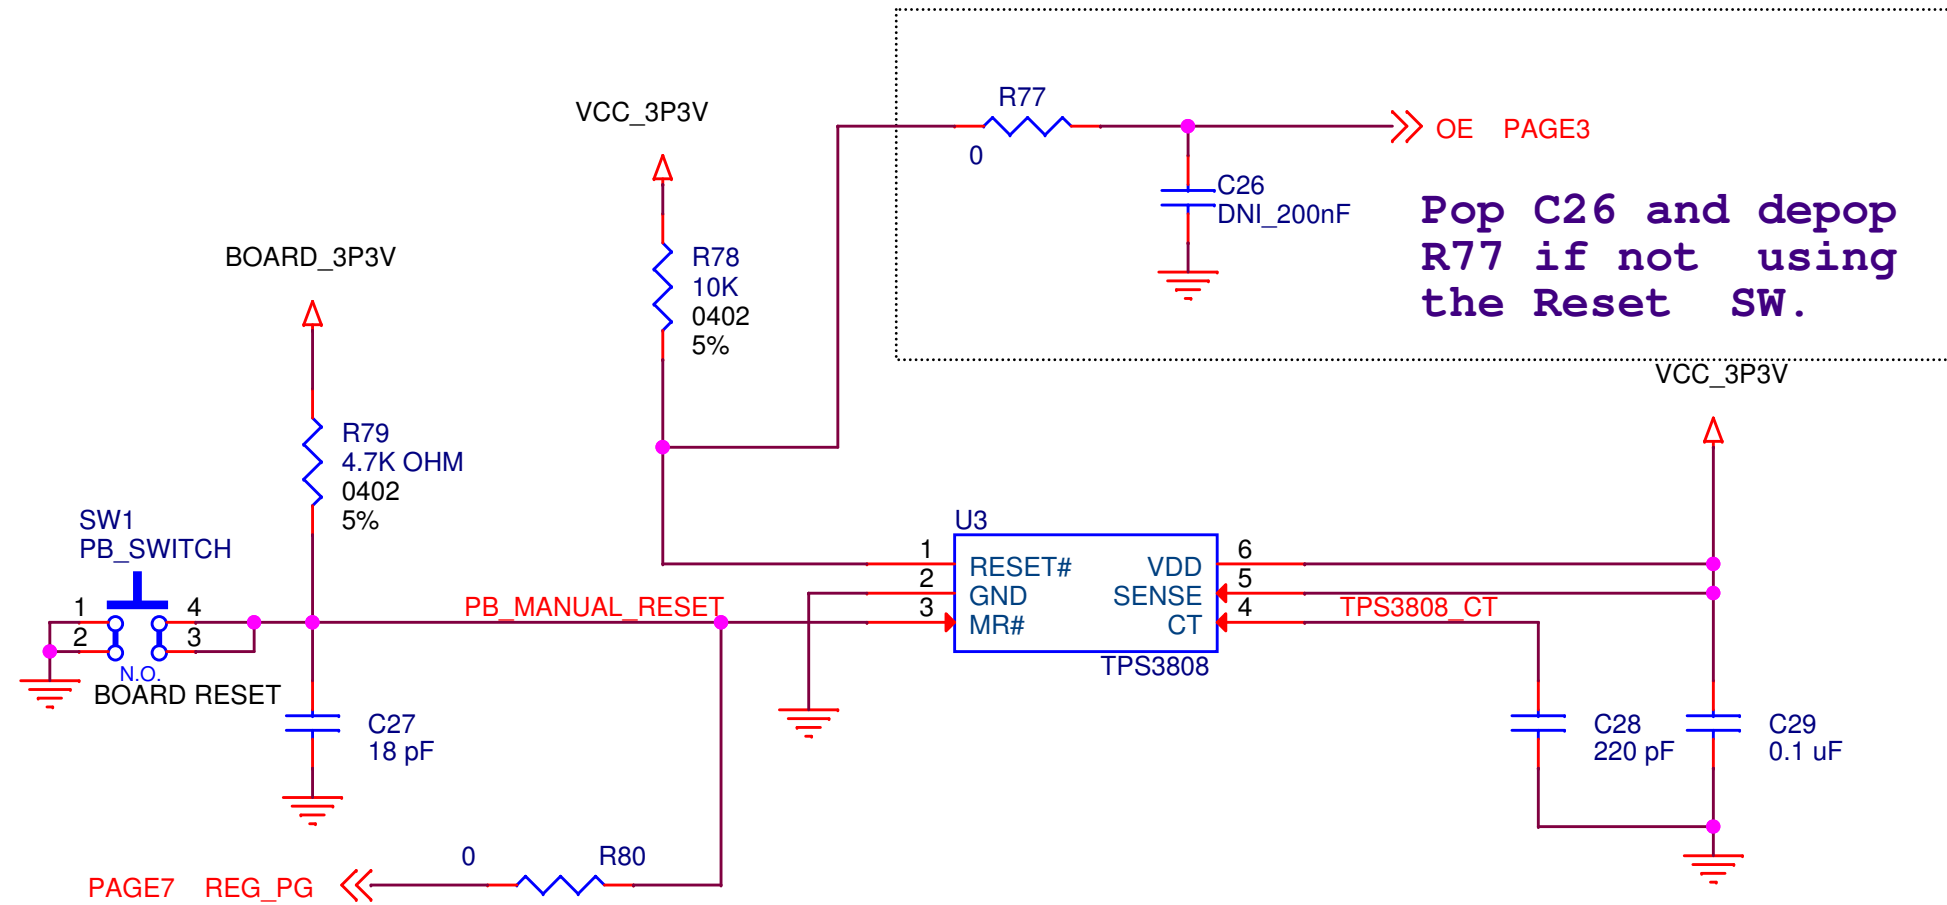 R77
0
OE PAGE3
C26
DNI_200nF
Pop C26 and depop
R77 if not using
the Reset SW.
VCC_3P3V
R78
10K
0402
5%
BOARD_3P3V
R79
4.7K OHM
0402
5%
SW1
PB_SWITCH
1
2
4
3
N.O.
BOARD RESET
C27
18 pF
PB_MANUAL_RESET
U3
1
2
3
RESET#
GND
MR#
VDD
SENSE
CT
6
5
4
TPS3808
TPS3808_CT
VCC_3P3V
C28
220 pF
C29
0.1 uF
0
R80
PAGE7 REG_PG